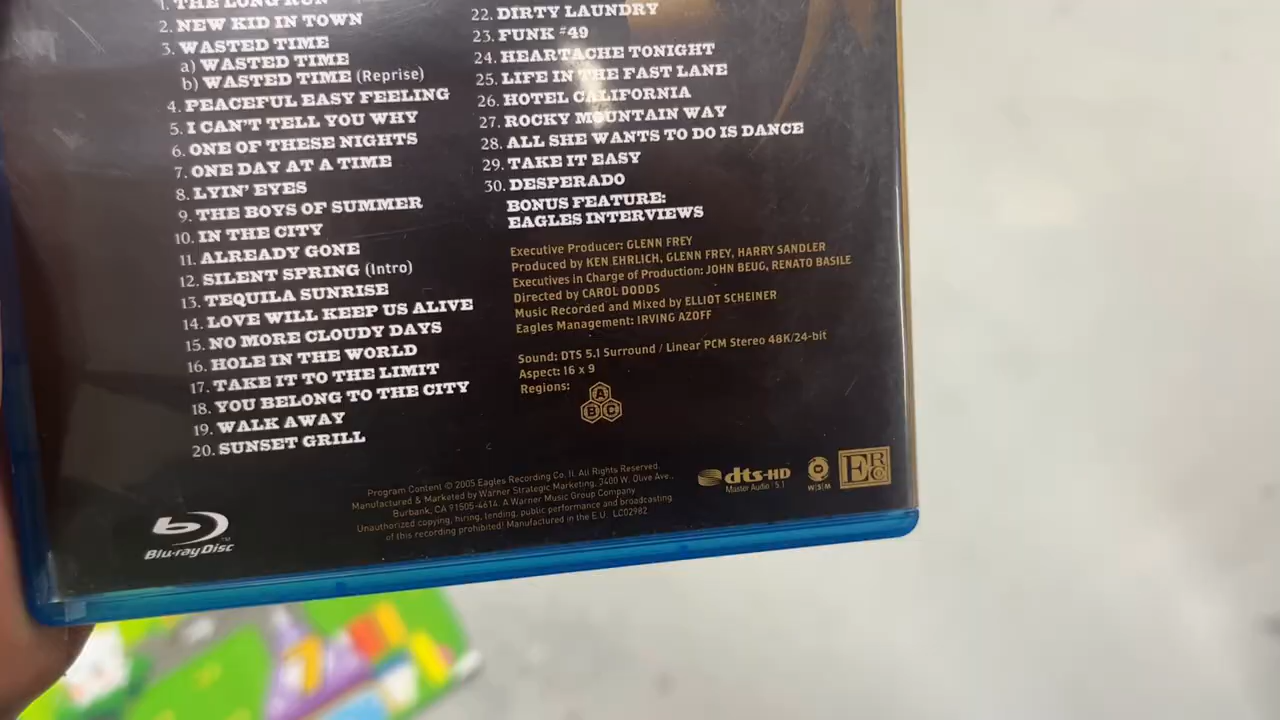 1. THE LONG RUN
2. NEW KID IN TOWN
3. WASTED TIME
a) WASTED TIME
b) WASTED TIME (Reprise)
4. PEACEFUL EASY FEELING
5. I CAN'T TELL YOU WHY
6. ONE OF THESE NIGHTS
7. ONE DAY AT A TIME
8. LYIN' EYES
9. THE BOYS OF SUMMER
10. IN THE CITY
11. ALREADY GONE
12. SILENT SPRING (Intro)
13. TEQUILA SUNRISE
14. LOVE WILL KEEP US ALIVE
15. NO MORE CLOUDY DAYS
16. HOLE IN THE WORLD
17. TAKE IT TO THE LIMIT
18. YOU BELONG TO THE CITY
19. WALK AWAY
20. SUNSET GRILL
22. DIRTY LAUNDRY
23. FUNK #49
24. HEARTACHE TONIGHT
25. LIFE IN THE FAST LANE
26. HOTEL CALIFORNIA
27. ROCKY MOUNTAIN WAY
28. ALL SHE WANTS TO DO IS DANCE
29. TAKE IT EASY
30. DESPERADO
BONUS FEATURE:
EAGLES INTERVIEWS
Executive Producer: GLENN FREY
Produced by KEN EHRLICH, GLENN FREY, HARRY SANDLER
Executives in Charge of Production: JOHN BEUG, RENATO BASILE
Directed by CAROL DODDS
Music Recorded and Mixed by ELLIOT SCHEINER
Eagles Management: IRVING AZOFF
Sound: DTS 5.1 Surround / Linear PCM Stereo 48K/24-bit
Aspect: 16 x 9
Regions:
A
B C
Program Content © 2005 Eagles Recording Co. II. All Rights Reserved.
Manufactured & Marketed by Warner Strategic Marketing, 3400 W. Olive Ave.,
Burbank, CA 91505-4614. A Warner Music Group Company
Unauthorized copying, hiring, lending, public performance and broadcasting
of this recording prohibited! Manufactured in the E.U. LC02982
Blu-ray Disc™
dts-HD
Master Audio 5.1
WSM
ERCo